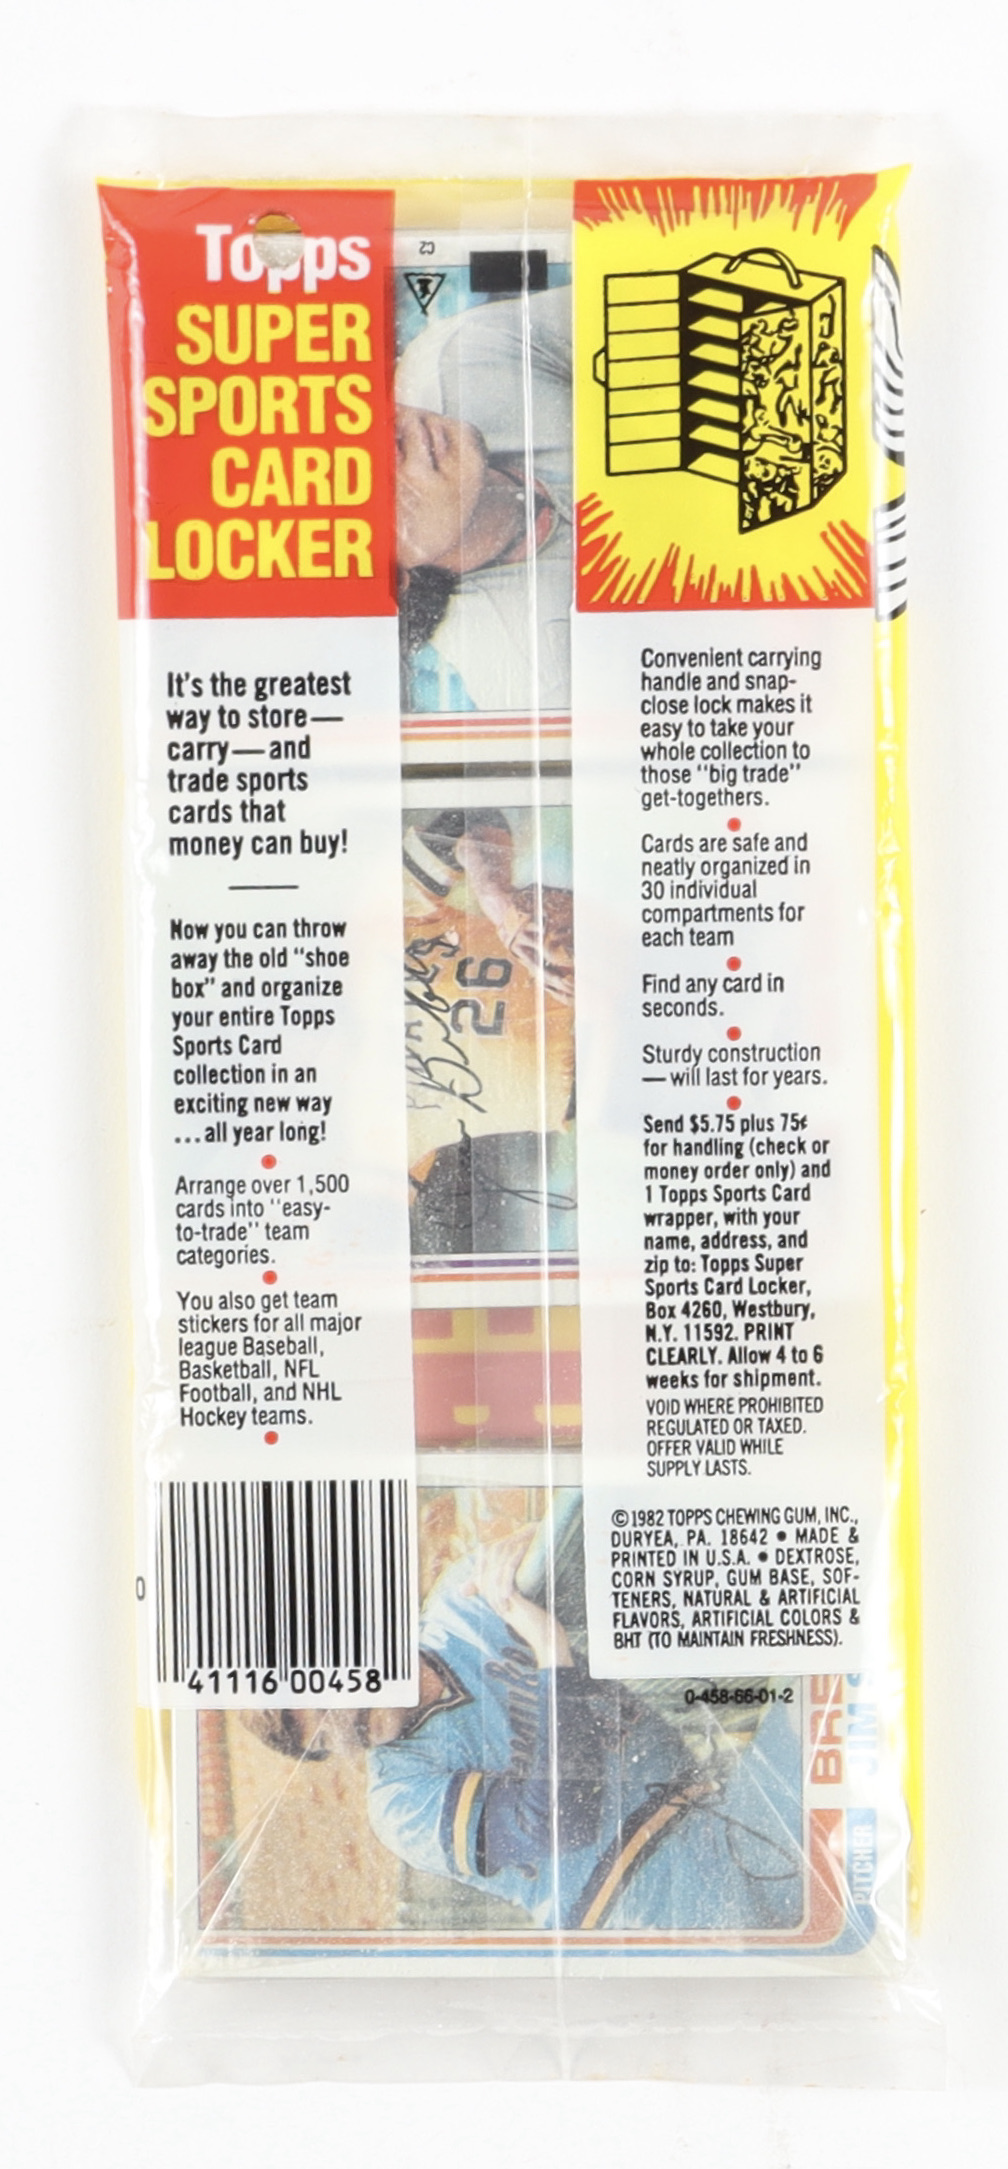 Topps
SUPER
SPORTS
CARD
LOCKER
It's the greatest
way to store—
carry—and
trade sports
cards that
money can buy!
Now you can throw
away the old "shoe
box" and organize
your entire Topps
Sports Card
collection in an
exciting new way
...all year long!
Arrange over 1,500
cards into "easy-
to-trade" team
categories.
You also get team
stickers for all major
league Baseball,
Basketball, NFL
Football, and NHL
Hockey teams.
0
41116 00458
C2
26
Convenient carrying
handle and snap-
close lock makes it
easy to take your
whole collection to
those "big trade"
get-togethers.
Cards are safe and
neatly organized in
30 individual
compartments for
each team
Find any card in
seconds.
Sturdy construction
—will last for years.
Send $5.75 plus 75¢
for handling (check or
money order only) and
1 Topps Sports Card
wrapper, with your
name, address, and
zip to: Topps Super
Sports Card Locker,
Box 4260, Westbury,
N.Y. 11592. PRINT
CLEARLY. Allow 4 to 6
weeks for shipment.
VOID WHERE PROHIBITED
REGULATED OR TAXED.
OFFER VALID WHILE
SUPPLY LASTS.
©1982 TOPPS CHEWING GUM, INC.,
DURYEA, PA. 18642 • MADE &
PRINTED IN U.S.A. • DEXTROSE,
CORN SYRUP, GUM BASE, SOF-
TENERS, NATURAL & ARTIFICIAL
FLAVORS, ARTIFICIAL COLORS &
BHT (TO MAINTAIN FRESHNESS).
0-458-66-01-2
BRE
JIM
PITCHER